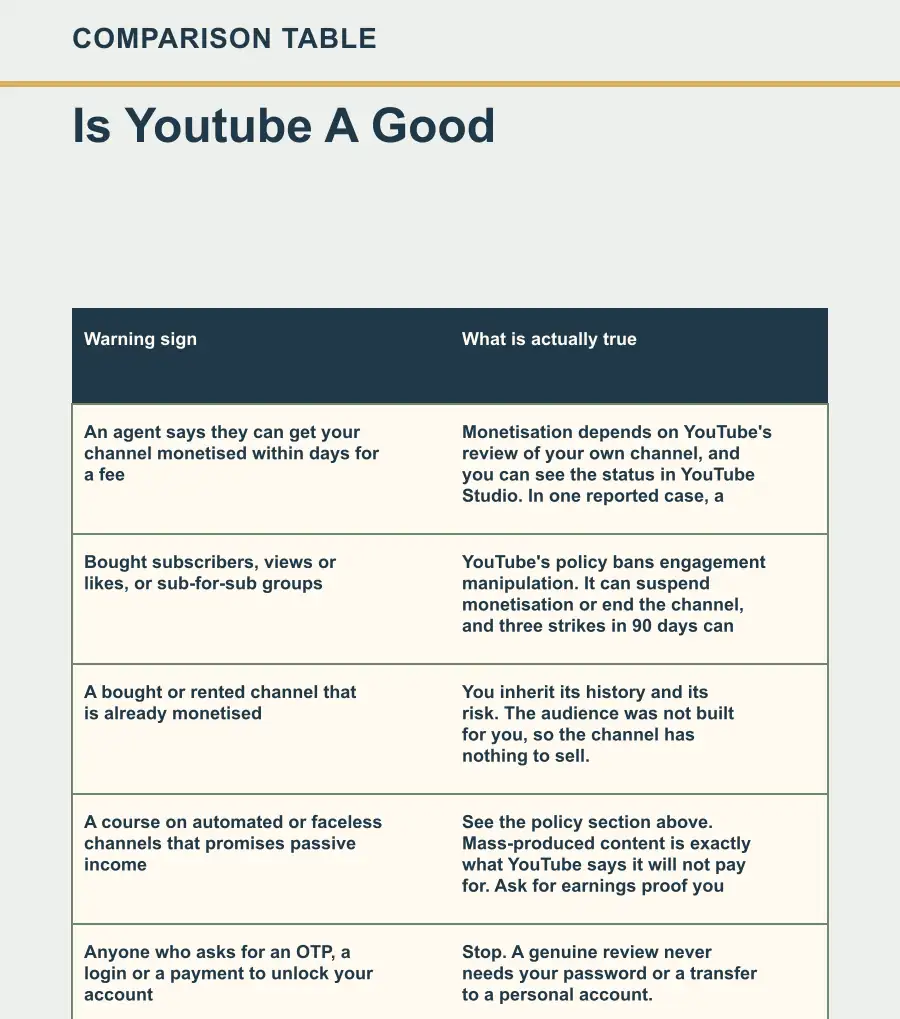 COMPARISON TABLE
Is Youtube A Good
Warning sign
What is actually true
An agent says they can get your
channel monetised within days for
a fee
Monetisation depends on YouTube's
review of your own channel, and
you can see the status in YouTube
Studio. In one reported case, a
Bought subscribers, views or
likes, or sub-for-sub groups
YouTube's policy bans engagement
manipulation. It can suspend
monetisation or end the channel,
and three strikes in 90 days can
A bought or rented channel that
is already monetised
You inherit its history and its
risk. The audience was not built
for you, so the channel has
nothing to sell.
A course on automated or faceless
channels that promises passive
income
See the policy section above.
Mass-produced content is exactly
what YouTube says it will not pay
for. Ask for earnings proof you
Anyone who asks for an OTP, a
login or a payment to unlock your
account
Stop. A genuine review never
needs your password or a transfer
to a personal account.